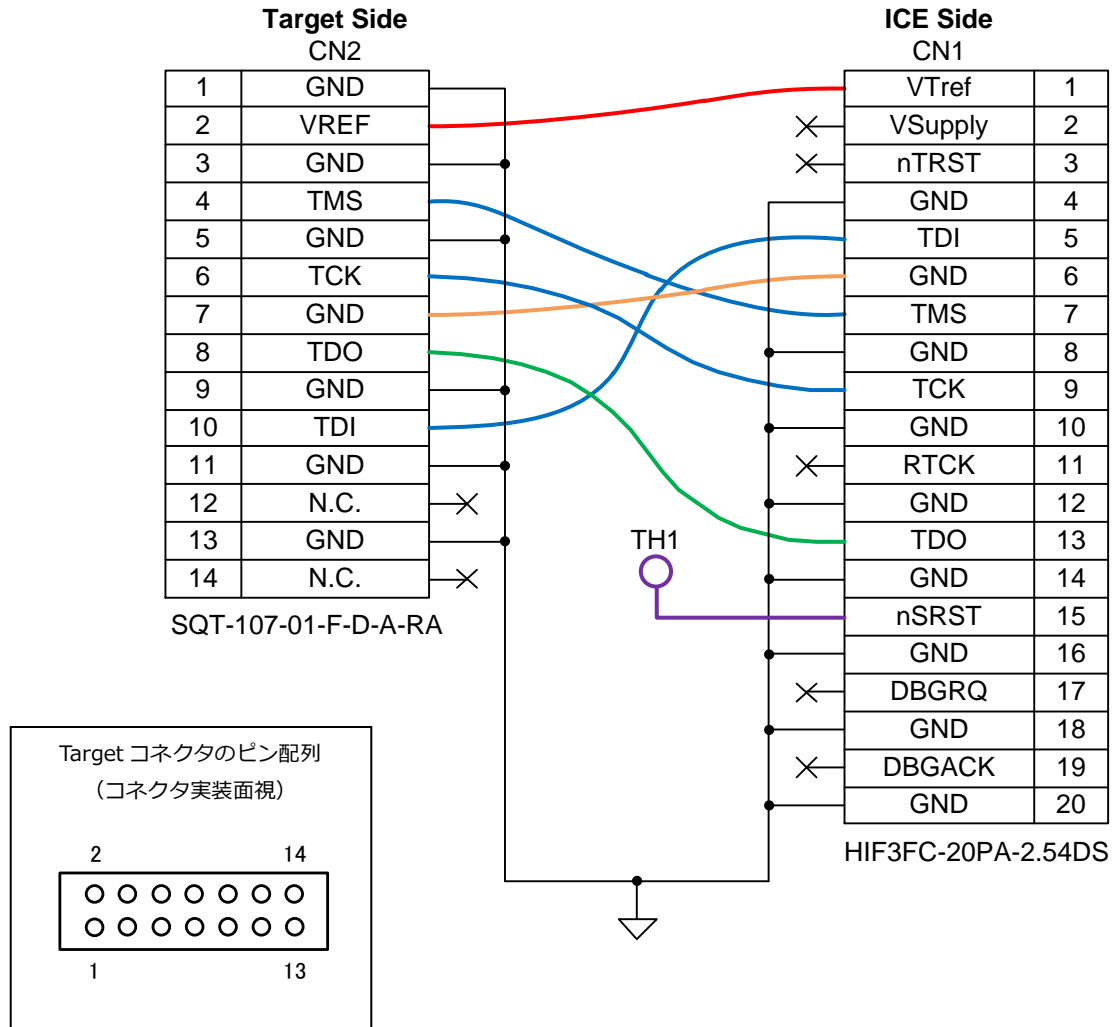 Target Side
CN2
1 GND
2 VREF
3 GND
4 TMS
5 GND
6 TCK
7 GND
8 TDO
9 GND
10 TDI
11 GND
12 N.C.
13 GND
14 N.C.
SQT-107-01-F-D-A-RA
ICE Side
CN1
VTref 1
VSupply 2
nTRST 3
GND 4
TDI 5
GND 6
TMS 7
GND 8
TCK 9
GND 10
RTCK 11
GND 12
TDO 13
GND 14
nSRST 15
GND 16
DBGRQ 17
GND 18
DBGACK 19
GND 20
HIF3FC-20PA-2.54DS
TH1
Target コネクタのピン配列
（コネクタ実装面視）
2 14
1 13